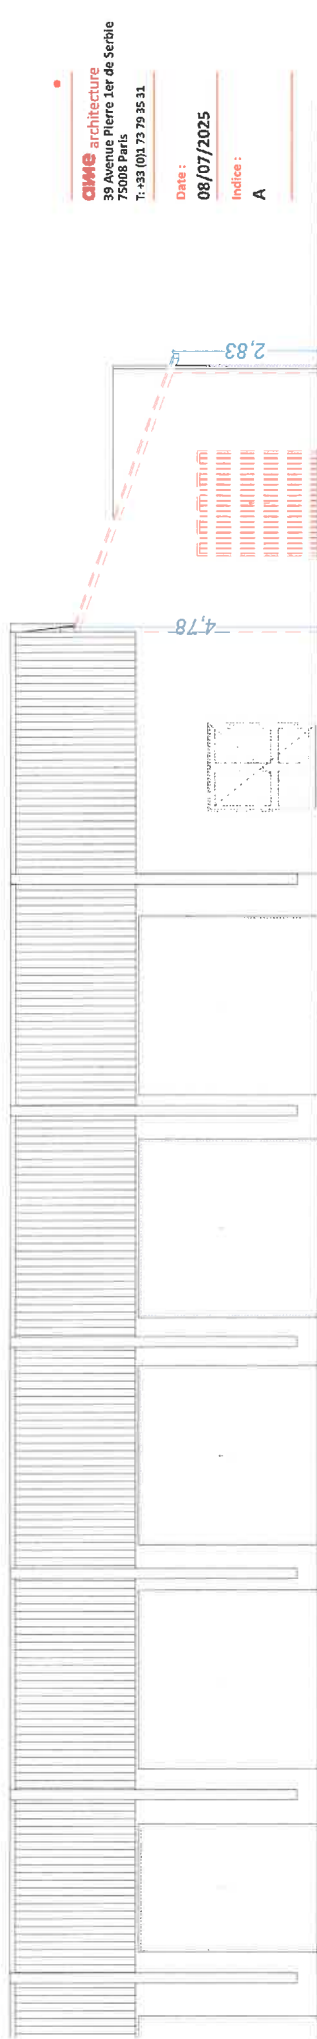 ame architecture
39 Avenue Pierre 1er de Serbie
75008 Paris
T: +33 (0)1 73 79 35 31
Date :
08/07/2025
Indice :
A
2,83
4,78